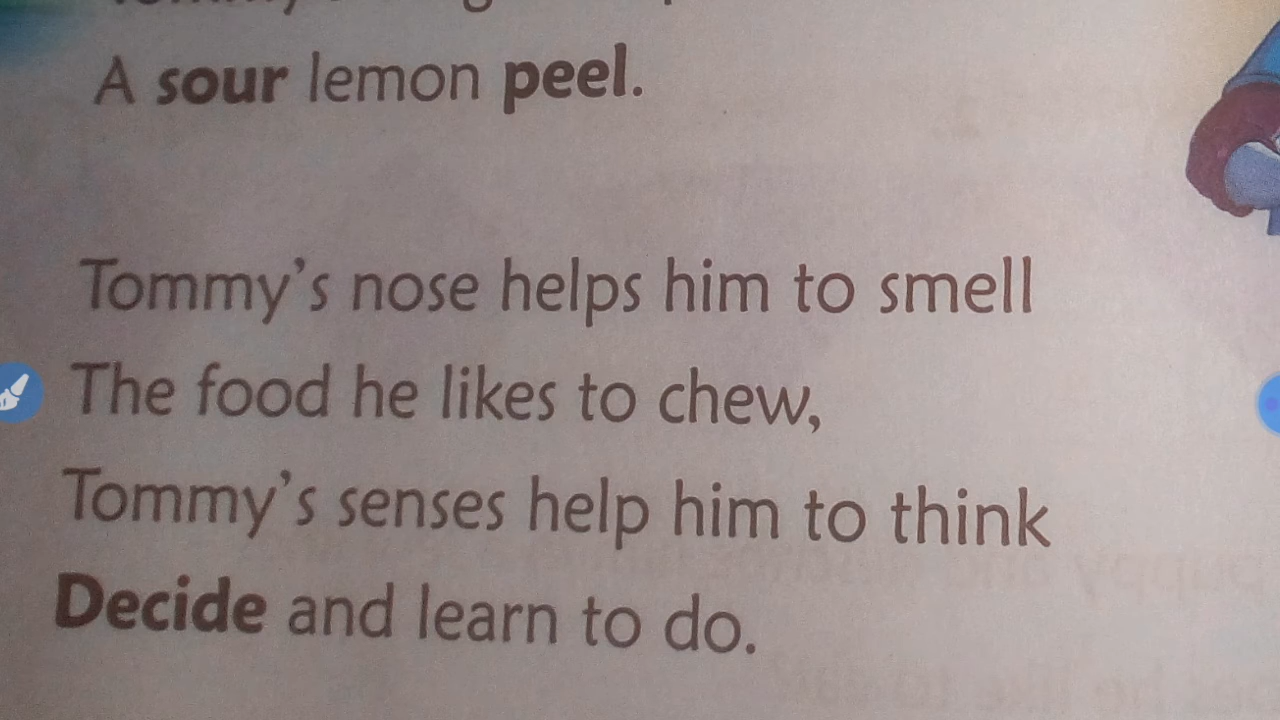 A sour lemon peel.
Tommy's nose helps him to smell
The food he likes to chew,
Tommy's senses help him to think
Decide and learn to do.